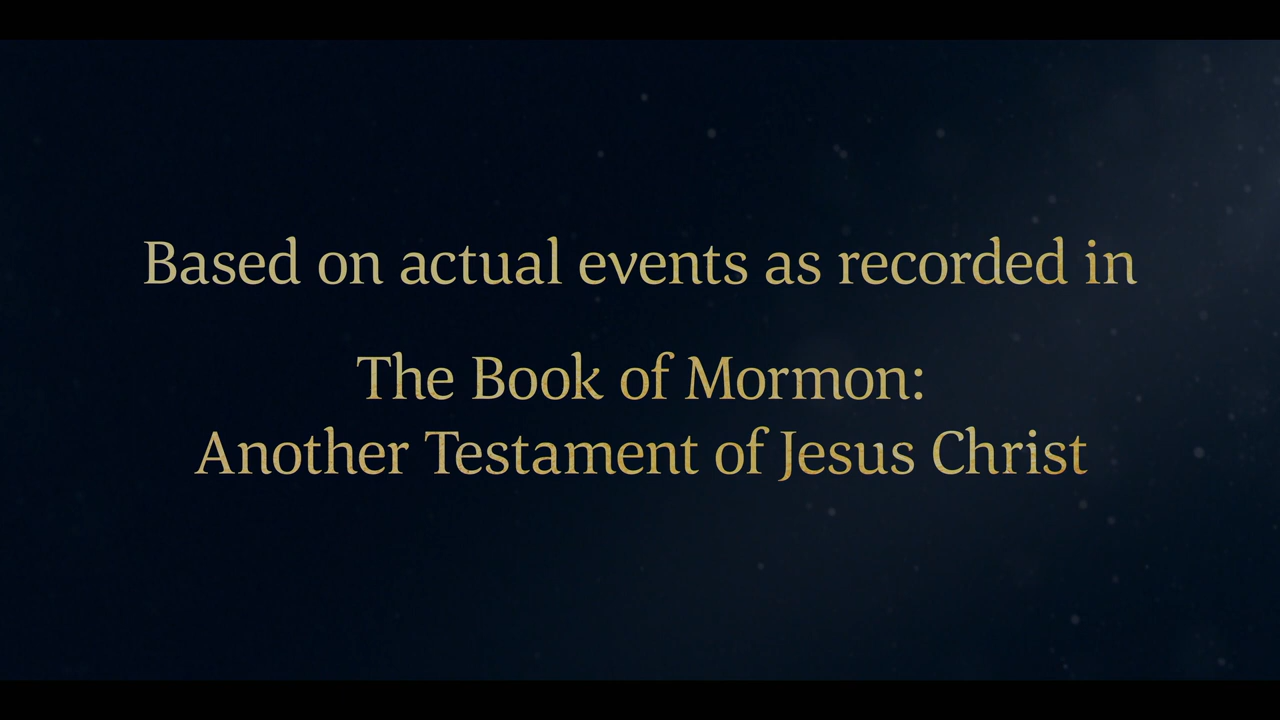 Based on actual events as recorded in
The Book of Mormon:
Another Testament of Jesus Christ